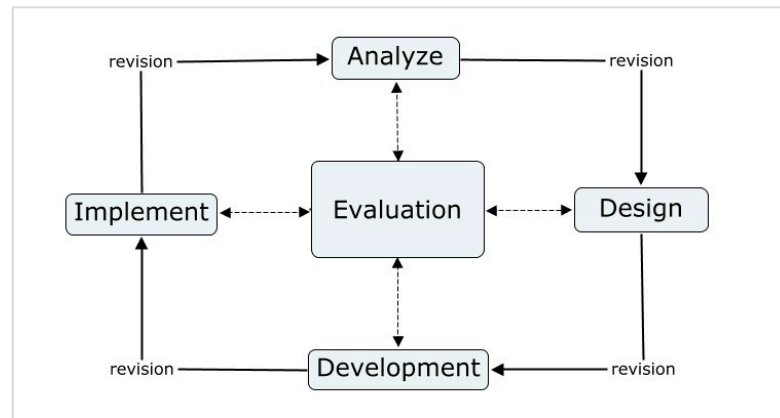 revision
Analyze
revision
Implement
Evaluation
Design
revision
Development
revision